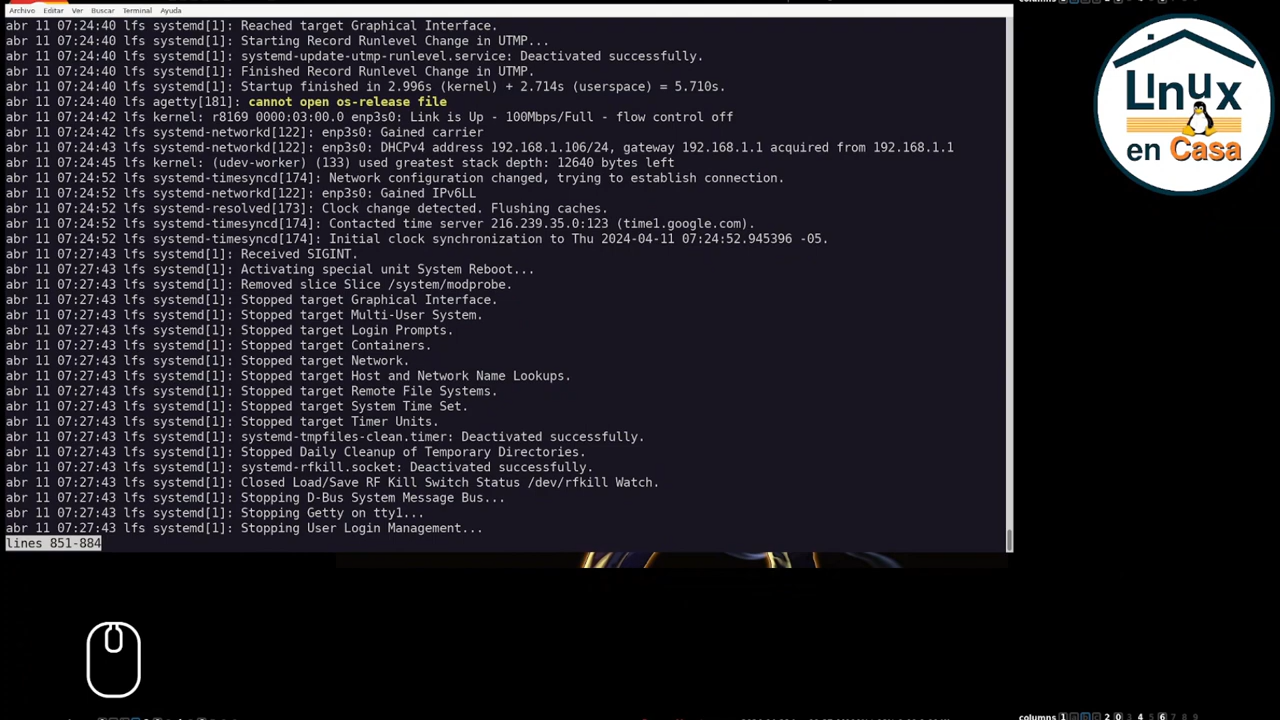 Archivo Editar Ver Buscar Terminal Ayuda
abr 11 07:24:40 lfs systemd[1]: Reached target Graphical Interface.
abr 11 07:24:40 lfs systemd[1]: Starting Record Runlevel Change in UTMP...
abr 11 07:24:40 lfs systemd[1]: systemd-update-utmp-runlevel.service: Deactivated successfully.
abr 11 07:24:40 lfs systemd[1]: Finished Record Runlevel Change in UTMP.
abr 11 07:24:40 lfs systemd[1]: Startup finished in 2.996s (kernel) + 2.714s (userspace) = 5.710s.
abr 11 07:24:40 lfs agetty[181]: cannot open os-release file
abr 11 07:24:42 lfs kernel: r8169 0000:03:00.0 enp3s0: Link is Up - 100Mbps/Full - flow control off
abr 11 07:24:42 lfs systemd-networkd[122]: enp3s0: Gained carrier
abr 11 07:24:43 lfs systemd-networkd[122]: enp3s0: DHCPv4 address 192.168.1.106/24, gateway 192.168.1.1 acquired from 192.168.1.1
abr 11 07:24:45 lfs kernel: (udev-worker) (133) used greatest stack depth: 12640 bytes left
abr 11 07:24:52 lfs systemd-timesyncd[174]: Network configuration changed, trying to establish connection.
abr 11 07:24:52 lfs systemd-networkd[122]: enp3s0: Gained IPv6LL
abr 11 07:24:52 lfs systemd-resolved[173]: Clock change detected. Flushing caches.
abr 11 07:24:52 lfs systemd-timesyncd[174]: Contacted time server 216.239.35.0:123 (time1.google.com).
abr 11 07:24:52 lfs systemd-timesyncd[174]: Initial clock synchronization to Thu 2024-04-11 07:24:52.945396 -05.
abr 11 07:27:43 lfs systemd[1]: Received SIGINT.
abr 11 07:27:43 lfs systemd[1]: Activating special unit System Reboot...
abr 11 07:27:43 lfs systemd[1]: Removed slice Slice /system/modprobe.
abr 11 07:27:43 lfs systemd[1]: Stopped target Graphical Interface.
abr 11 07:27:43 lfs systemd[1]: Stopped target Multi-User System.
abr 11 07:27:43 lfs systemd[1]: Stopped target Login Prompts.
abr 11 07:27:43 lfs systemd[1]: Stopped target Containers.
abr 11 07:27:43 lfs systemd[1]: Stopped target Network.
abr 11 07:27:43 lfs systemd[1]: Stopped target Host and Network Name Lookups.
abr 11 07:27:43 lfs systemd[1]: Stopped target Remote File Systems.
abr 11 07:27:43 lfs systemd[1]: Stopped target System Time Set.
abr 11 07:27:43 lfs systemd[1]: Stopped target Timer Units.
abr 11 07:27:43 lfs systemd[1]: systemd-tmpfiles-clean.timer: Deactivated successfully.
abr 11 07:27:43 lfs systemd[1]: Stopped Daily Cleanup of Temporary Directories.
abr 11 07:27:43 lfs systemd[1]: systemd-rfkill.socket: Deactivated successfully.
abr 11 07:27:43 lfs systemd[1]: Closed Load/Save RF Kill Switch Status /dev/rfkill Watch.
abr 11 07:27:43 lfs systemd[1]: Stopping D-Bus System Message Bus...
abr 11 07:27:43 lfs systemd[1]: Stopping Getty on tty1...
abr 11 07:27:43 lfs systemd[1]: Stopping User Login Management...
lines 851-884
Linux
en Casa
columns